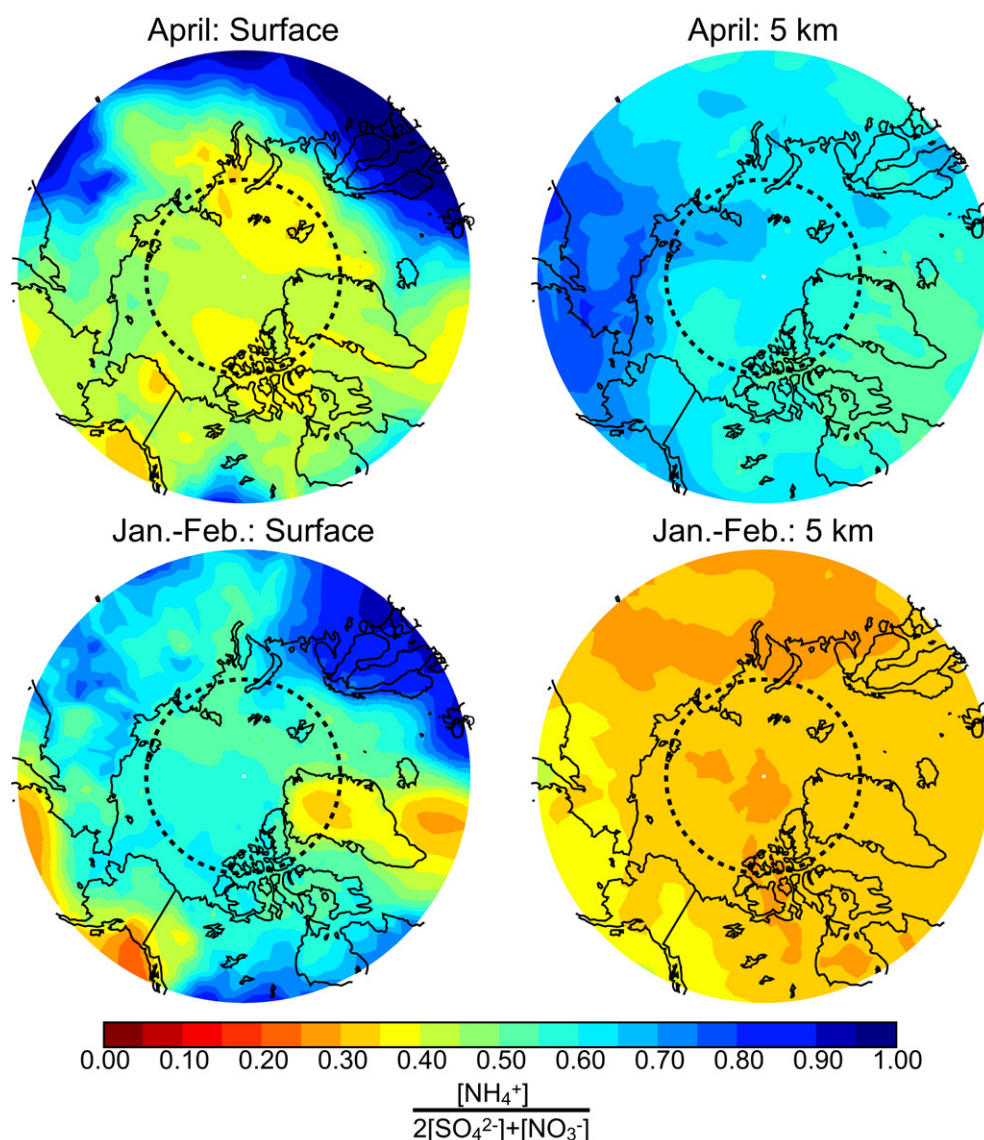 April: Surface
April: 5 km
Jan.-Feb.: Surface
Jan.-Feb.: 5 km
0.00 0.10 0.20 0.30 0.40 0.50 0.60 0.70 0.80 0.90 1.00
[NH₄⁺]
2[SO₄²⁻]+[NO₃⁻]